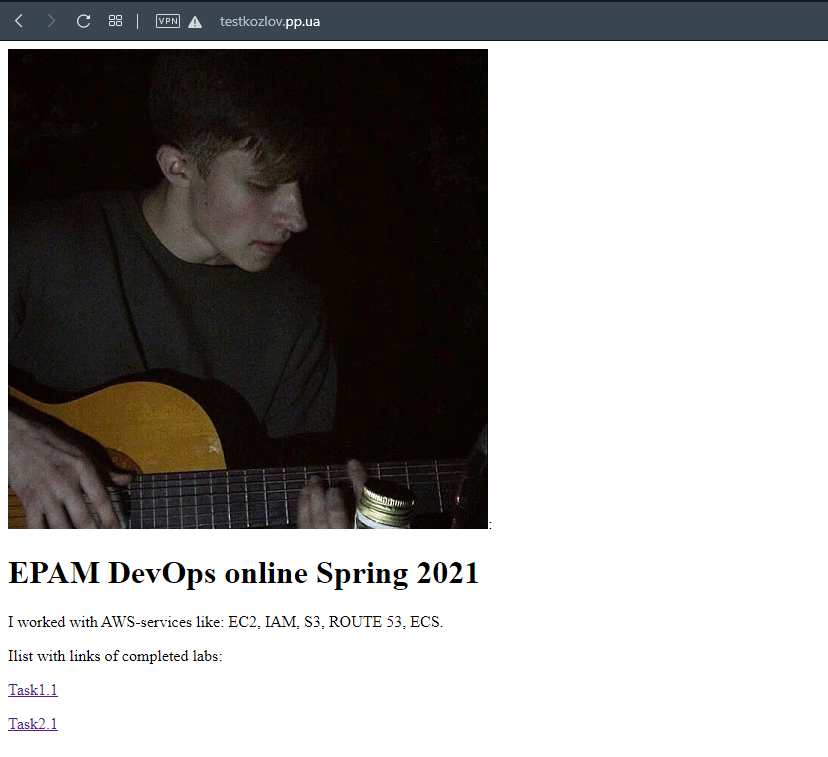 VPN testkozlov.pp.ua
:
EPAM DevOps online Spring 2021
I worked with AWS-services like: EC2, IAM, S3, ROUTE 53, ECS.
Ilist with links of completed labs:
Task1.1
Task2.1